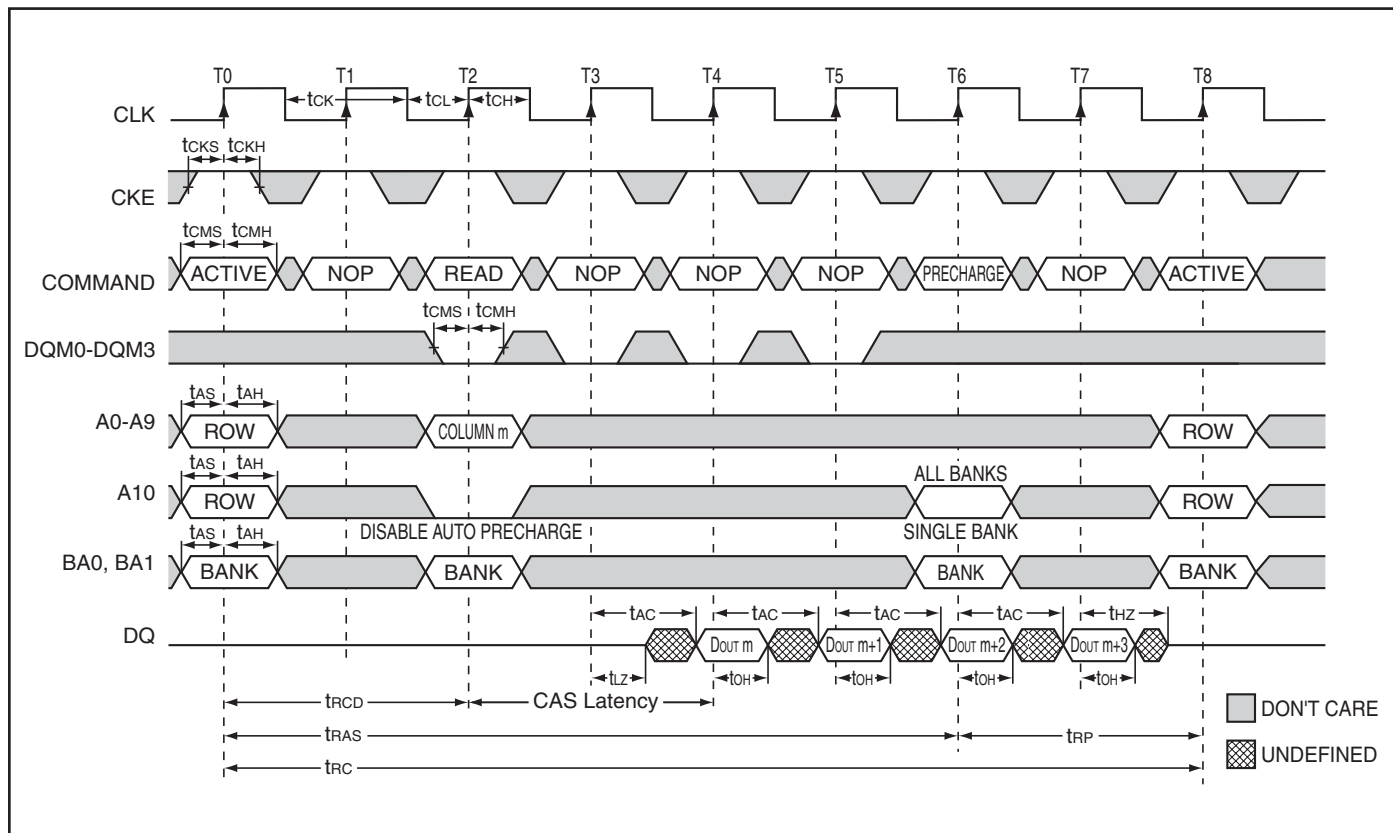 T0 T1 T2 T3 T4 T5 T6 T7 T8
tCK tCL tCH
CLK
tCKS tCKH
CKE
tCMS tCMH
COMMAND ACTIVE NOP READ NOP NOP NOP PRECHARGE NOP ACTIVE
tCMS tCMH
DQM0-DQM3
tAS tAH
A0-A9 ROW COLUMN m ROW
tAS tAH ALL BANKS
A10 ROW ROW
tAS tAH DISABLE AUTO PRECHARGE SINGLE BANK
BA0, BA1 BANK BANK BANK BANK
tAC tAC tAC tAC tHZ
DQ DOUT m DOUT m+1 DOUT m+2 DOUT m+3
tLZ tOH tOH tOH tOH
tRCD CAS Latency
DON'T CARE
tRAS tRP
UNDEFINED
tRC